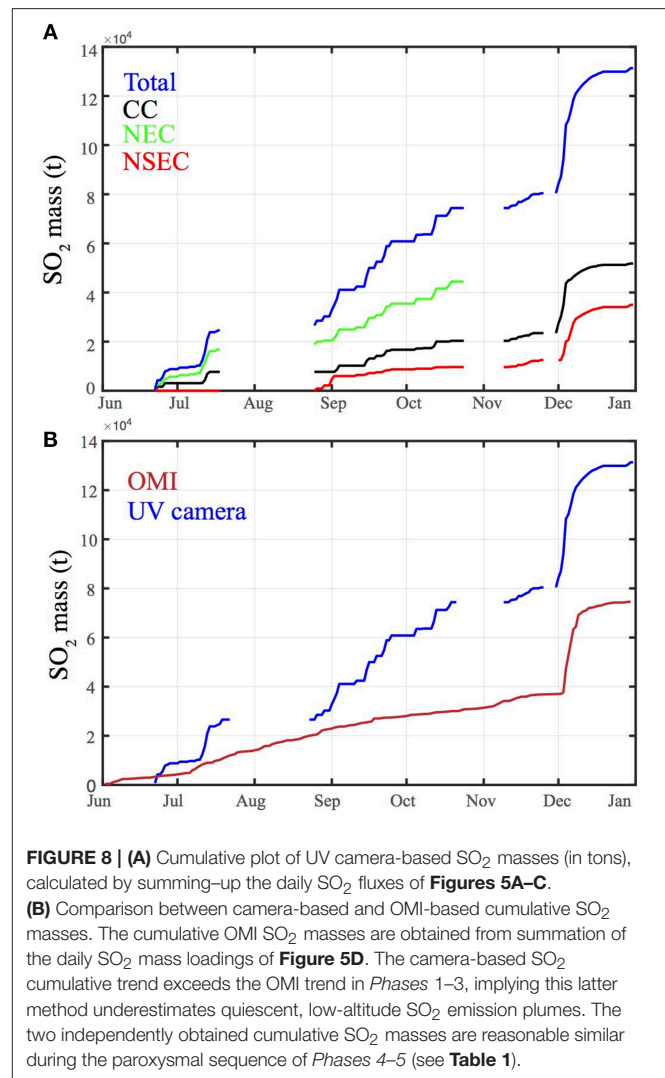 A
×10⁴
14
12
10
8
6
4
2
0
SO₂ mass (t)
Total
CC
NEC
NSEC
Jun Jul Aug Sep Oct Nov Dec Jan
B
×10⁴
14
12
10
8
6
4
2
0
SO₂ mass (t)
OMI
UV camera
Jun Jul Aug Sep Oct Nov Dec Jan
FIGURE 8 | (A) Cumulative plot of UV camera-based SO₂ masses (in tons),
calculated by summing–up the daily SO₂ fluxes of Figures 5A–C.
(B) Comparison between camera-based and OMI-based cumulative SO₂
masses. The cumulative OMI SO₂ masses are obtained from summation of
the daily SO₂ mass loadings of Figure 5D. The camera-based SO₂
cumulative trend exceeds the OMI trend in Phases 1–3, implying this latter
method underestimates quiescent, low-altitude SO₂ emission plumes. The
two independently obtained cumulative SO₂ masses are reasonable similar
during the paroxysmal sequence of Phases 4–5 (see Table 1).